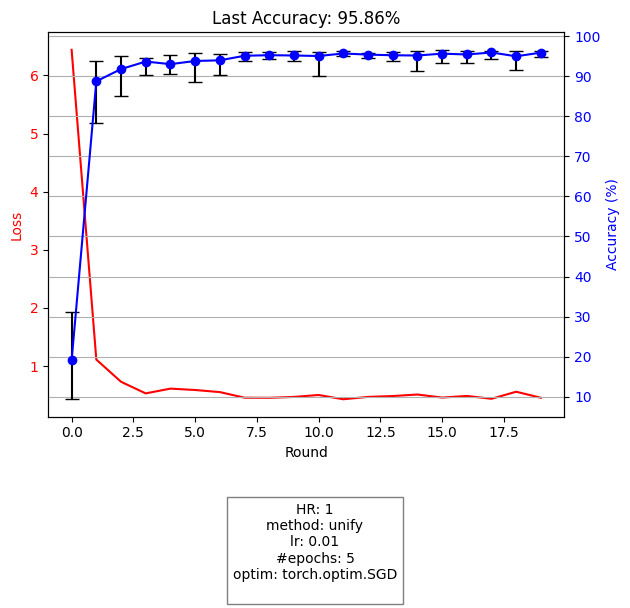 Last Accuracy: 95.86%
6
5
4
3
2
1
Loss
100
90
80
70
60
50
40
30
20
10
Accuracy (%)
0.0 2.5 5.0 7.5 10.0 12.5 15.0 17.5
Round
HR: 1
method: unify
lr: 0.01
#epochs: 5
optim: torch.optim.SGD